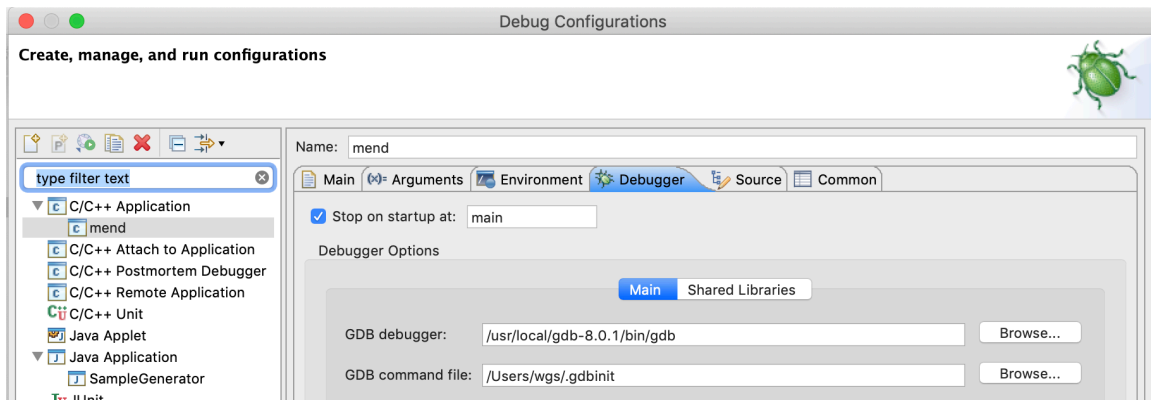 Debug Configurations
Create, manage, and run configurations
type filter text
C/C++ Application
mend
C/C++ Attach to Application
C/C++ Postmortem Debugger
C/C++ Remote Application
C/C++ Unit
Java Applet
Java Application
SampleGenerator
JUnit
Name: mend
Main (x)= Arguments Environment Debugger Source Common
Stop on startup at: main
Debugger Options
Main Shared Libraries
GDB debugger: /usr/local/gdb-8.0.1/bin/gdb Browse...
GDB command file: /Users/wgs/.gdbinit Browse...